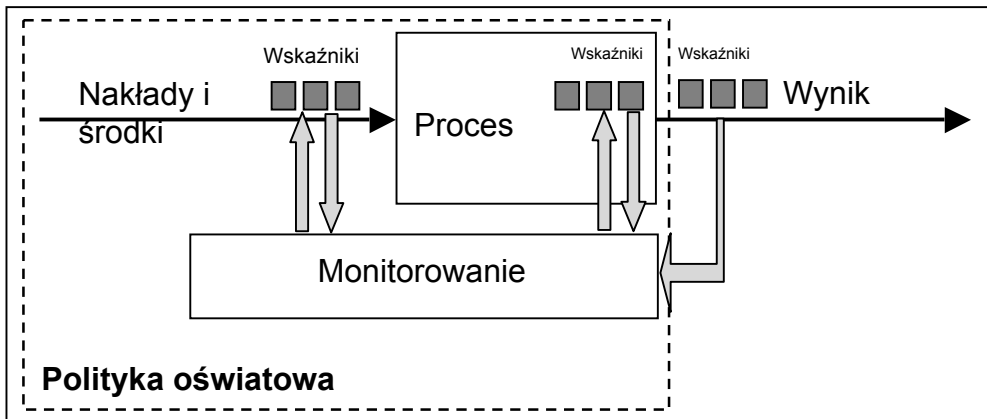 Wskaźniki
Wskaźniki
Wskaźniki
Nakłady i
środki
Proces
Wynik
Monitorowanie
Polityka oświatowa